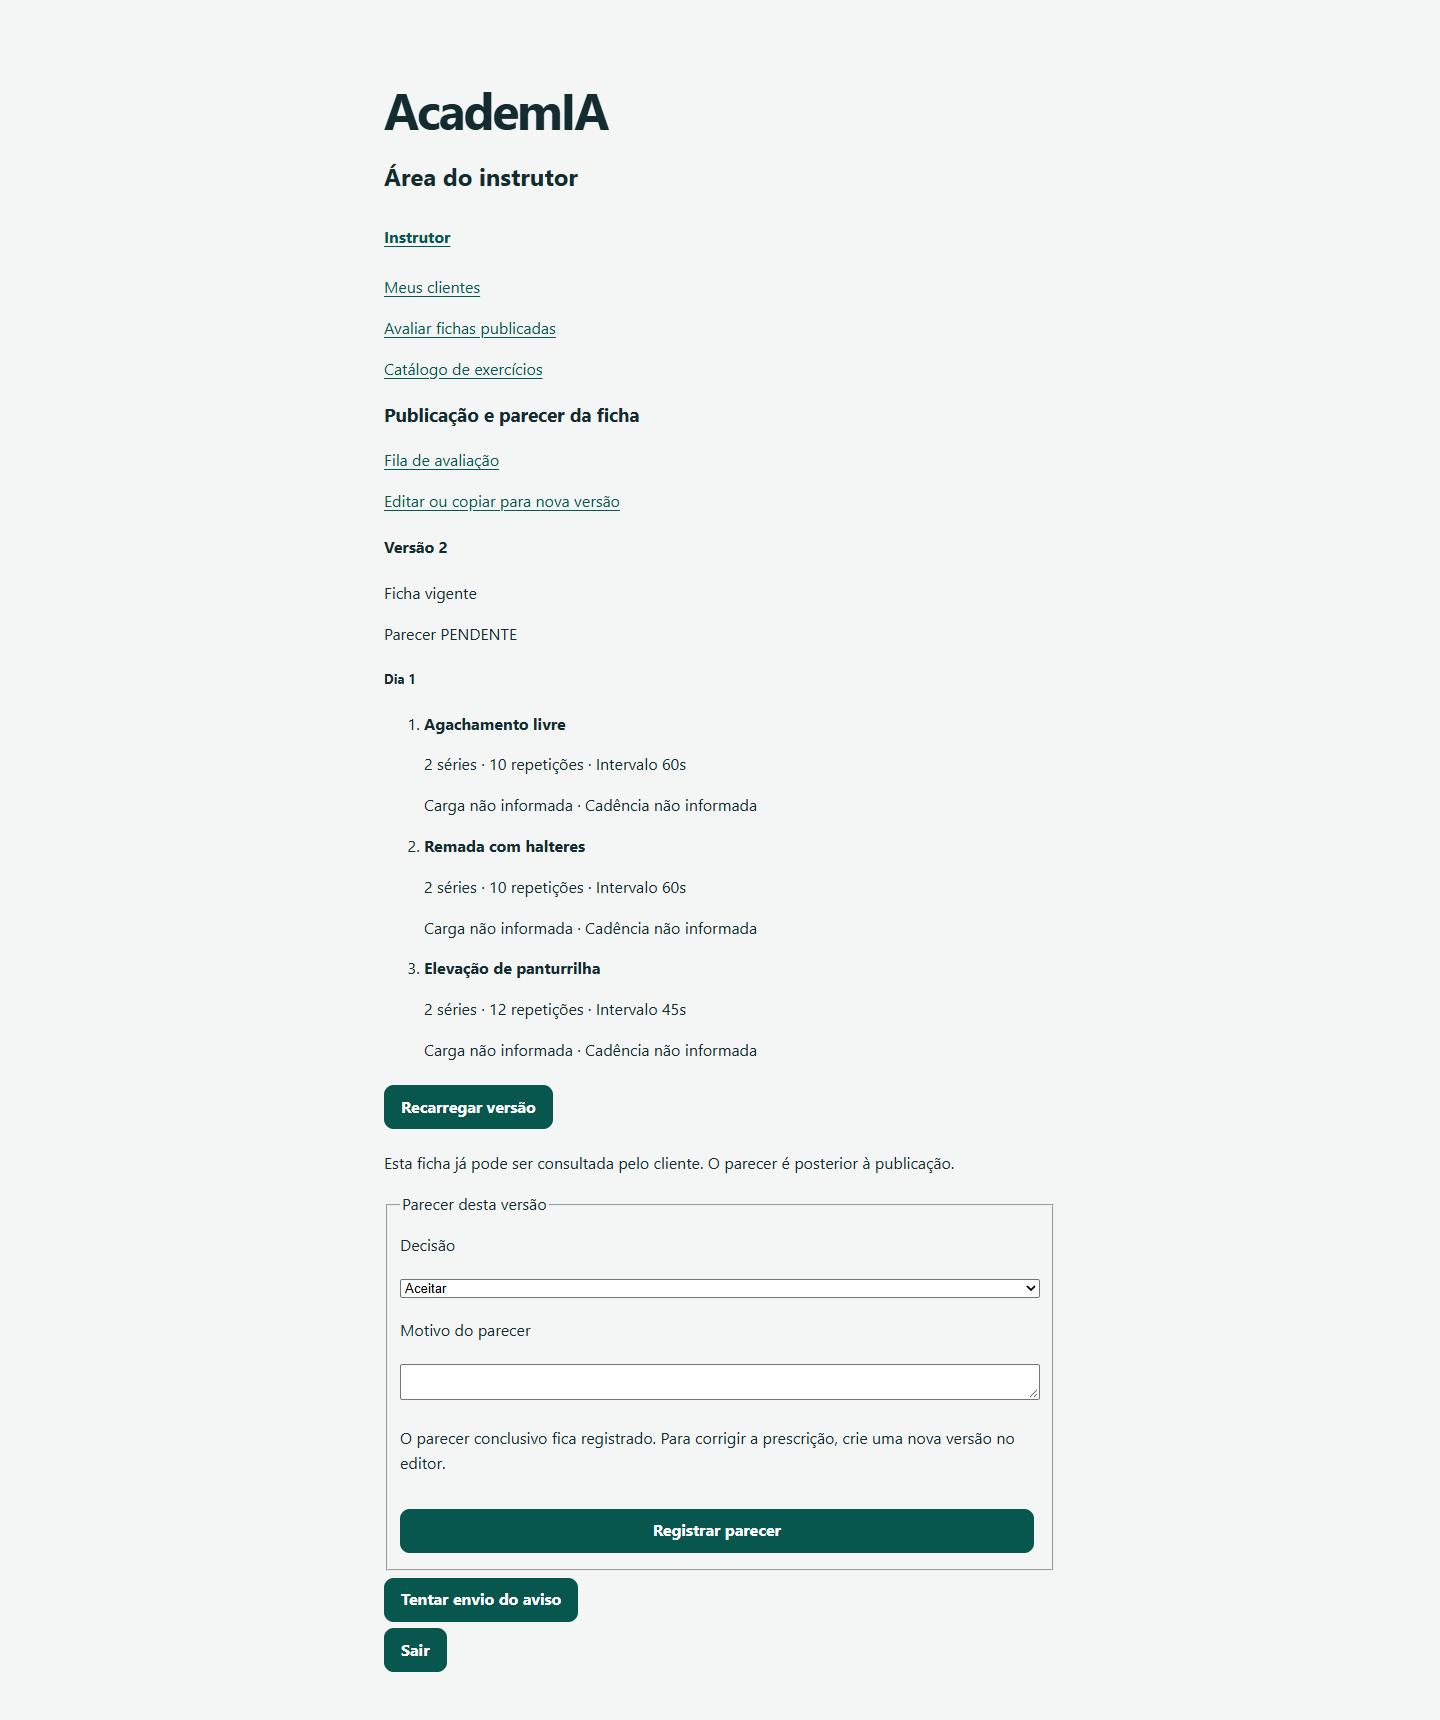 AcademIA
Área do instrutor
Instrutor
Meus clientes
Avaliar fichas publicadas
Catálogo de exercícios
Publicação e parecer da ficha
Fila de avaliação
Editar ou copiar para nova versão
Versão 2
Ficha vigente
Parecer PENDENTE
Dia 1
1. Agachamento livre
2 séries · 10 repetições · Intervalo 60s
Carga não informada · Cadência não informada
2. Remada com halteres
2 séries · 10 repetições · Intervalo 60s
Carga não informada · Cadência não informada
3. Elevação de panturrilha
2 séries · 12 repetições · Intervalo 45s
Carga não informada · Cadência não informada
Recarregar versão
Esta ficha já pode ser consultada pelo cliente. O parecer é posterior à publicação.
Parecer desta versão
Decisão
Aceitar
Motivo do parecer
O parecer conclusivo fica registrado. Para corrigir a prescrição, crie uma nova versão no
editor.
Registrar parecer
Tentar envio do aviso
Sair